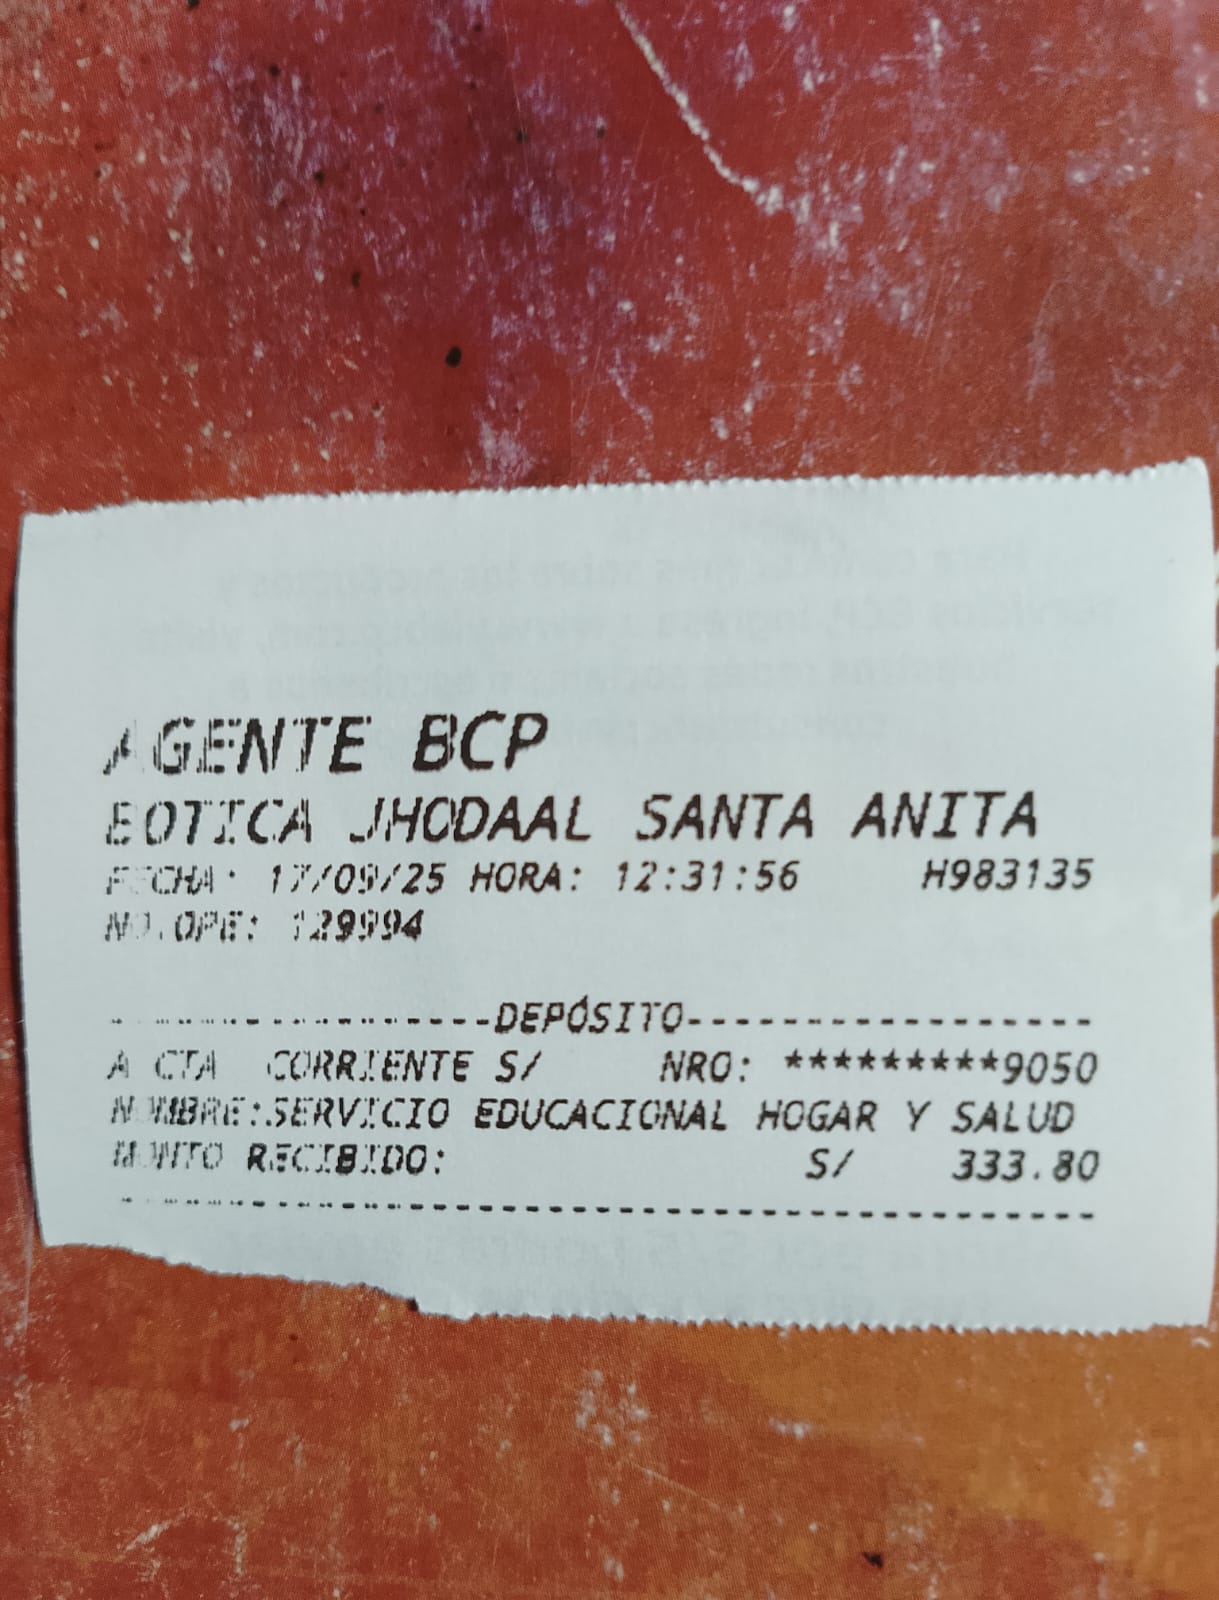 AGENTE BCP
BOTICA JHODAAL SANTA ANITA
FECHA: 17/09/25 HORA: 12:31:56 H983135
NO.OPE: 129994
------------------DEPÓSITO------------------
A CTA CORRIENTE S/ NRO: *********9050
NOMBRE:SERVICIO EDUCACIONAL HOGAR Y SALUD
MONTO RECIBIDO: S/ 333.80
--------------------------------------------